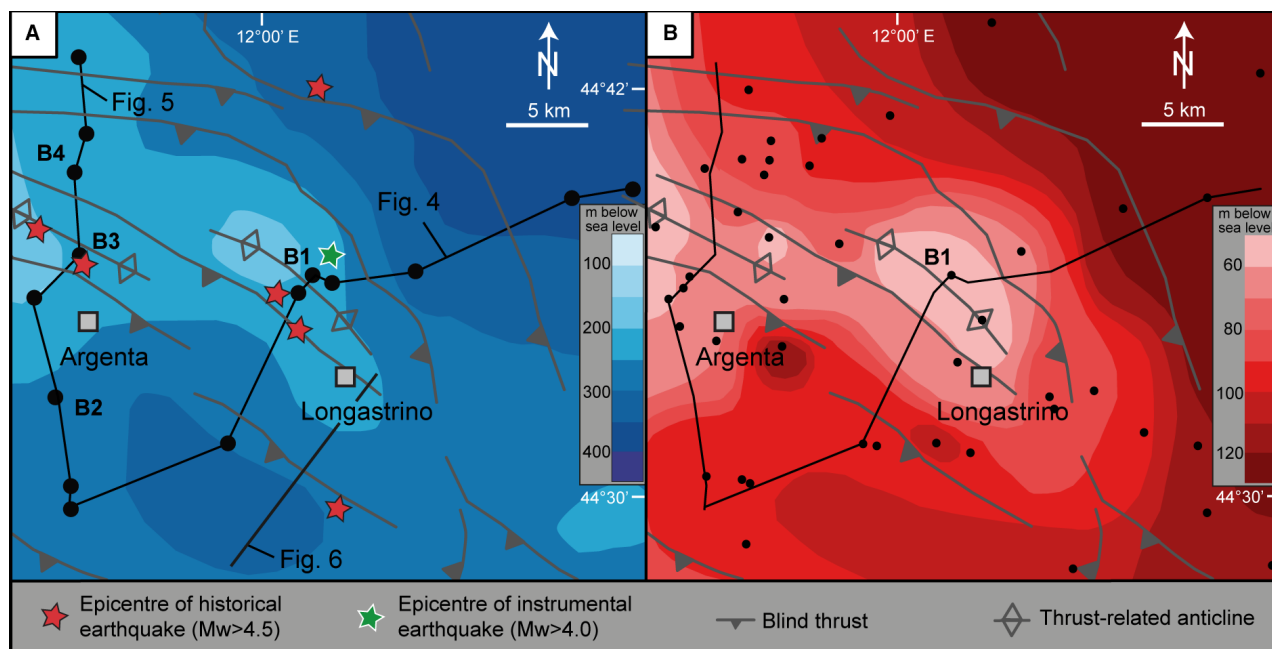 A
12°00' E
N
5 km
44°42'
Fig. 5
B4
Fig. 4
B3
B1
m below
sea level
100
200
300
400
Argenta
Longastrino
B2
44°30'
Fig. 6
B
12°00' E
N
5 km
B1
m below
sea level
60
80
100
120
Argenta
Longastrino
Epicentre of historical
earthquake (Mw>4.5)
Epicentre of instrumental
earthquake (Mw>4.0)
Blind thrust
Thrust-related anticline